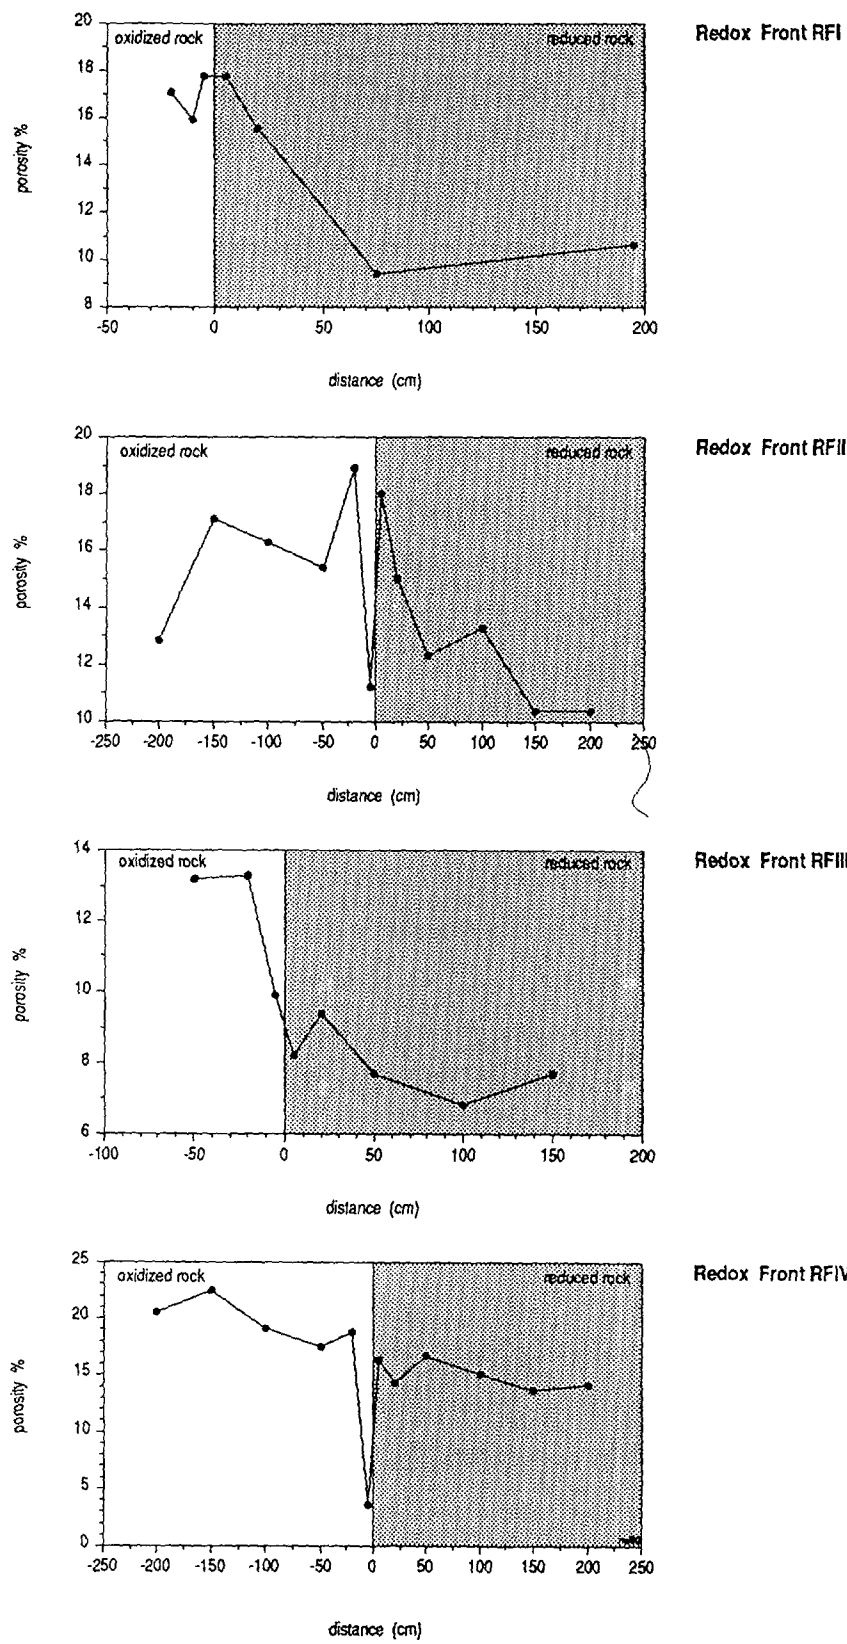 Redox Front RFI
20
oxidized rock
reduced rock
18
16
14
12
10
8
porosity %
-50 0 50 100 150 200
distance (cm)
Redox Front RFII
20
oxidized rock
reduced rock
18
16
14
12
10
porosity %
-250 -200 -150 -100 -50 0 50 100 150 200 250
distance (cm)
Redox Front RFIII
14
oxidized rock
reduced rock
12
10
8
6
porosity %
-100 -50 0 50 100 150 200
distance (cm)
Redox Front RFIV
25
oxidized rock
reduced rock
20
15
10
5
0
porosity %
-250 -200 -150 -100 -50 0 50 100 150 200 250
distance (cm)